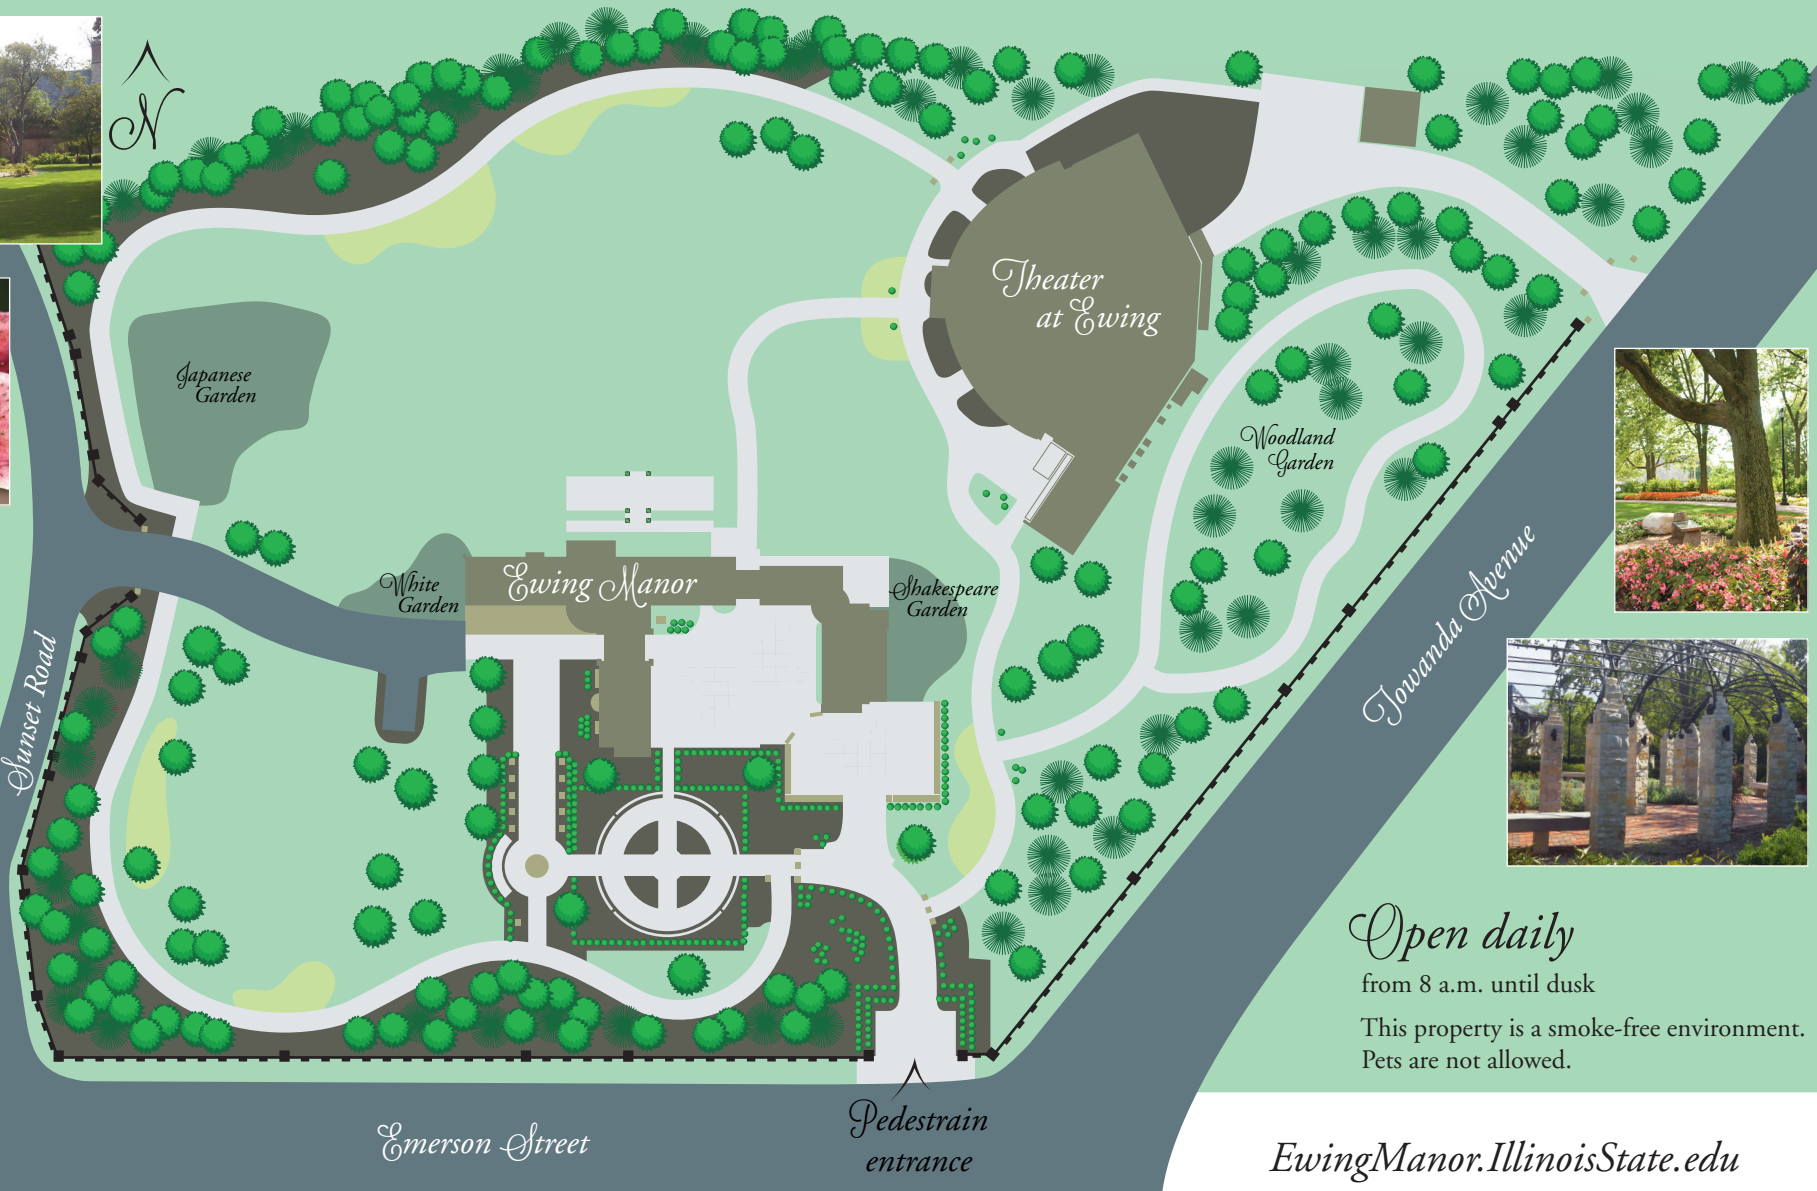 N
Theater
at Ewing
Japanese
Garden
Woodland
Garden
White
Garden
Ewing Manor
Shakespeare
Garden
Sunset Road
Towanda Avenue
Open daily
from 8 a.m. until dusk
This property is a smoke-free environment.
Pets are not allowed.
Pedestrain
entrance
Emerson Street
EwingManor.IllinoisState.edu